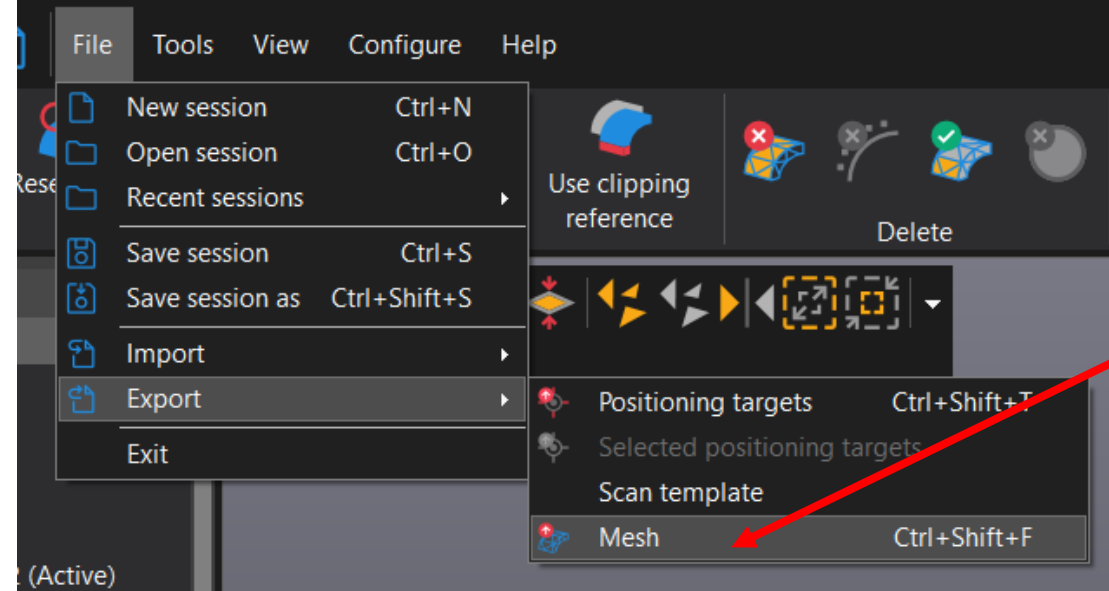 File Tools View Configure Help
New session Ctrl+N
Open session Ctrl+O
Recent sessions
Save session Ctrl+S
Save session as Ctrl+Shift+S
Import
Export
Exit
Use clipping
reference
Delete
Positioning targets Ctrl+Shift+T
Selected positioning targets
Scan template
Mesh Ctrl+Shift+F
(Active)